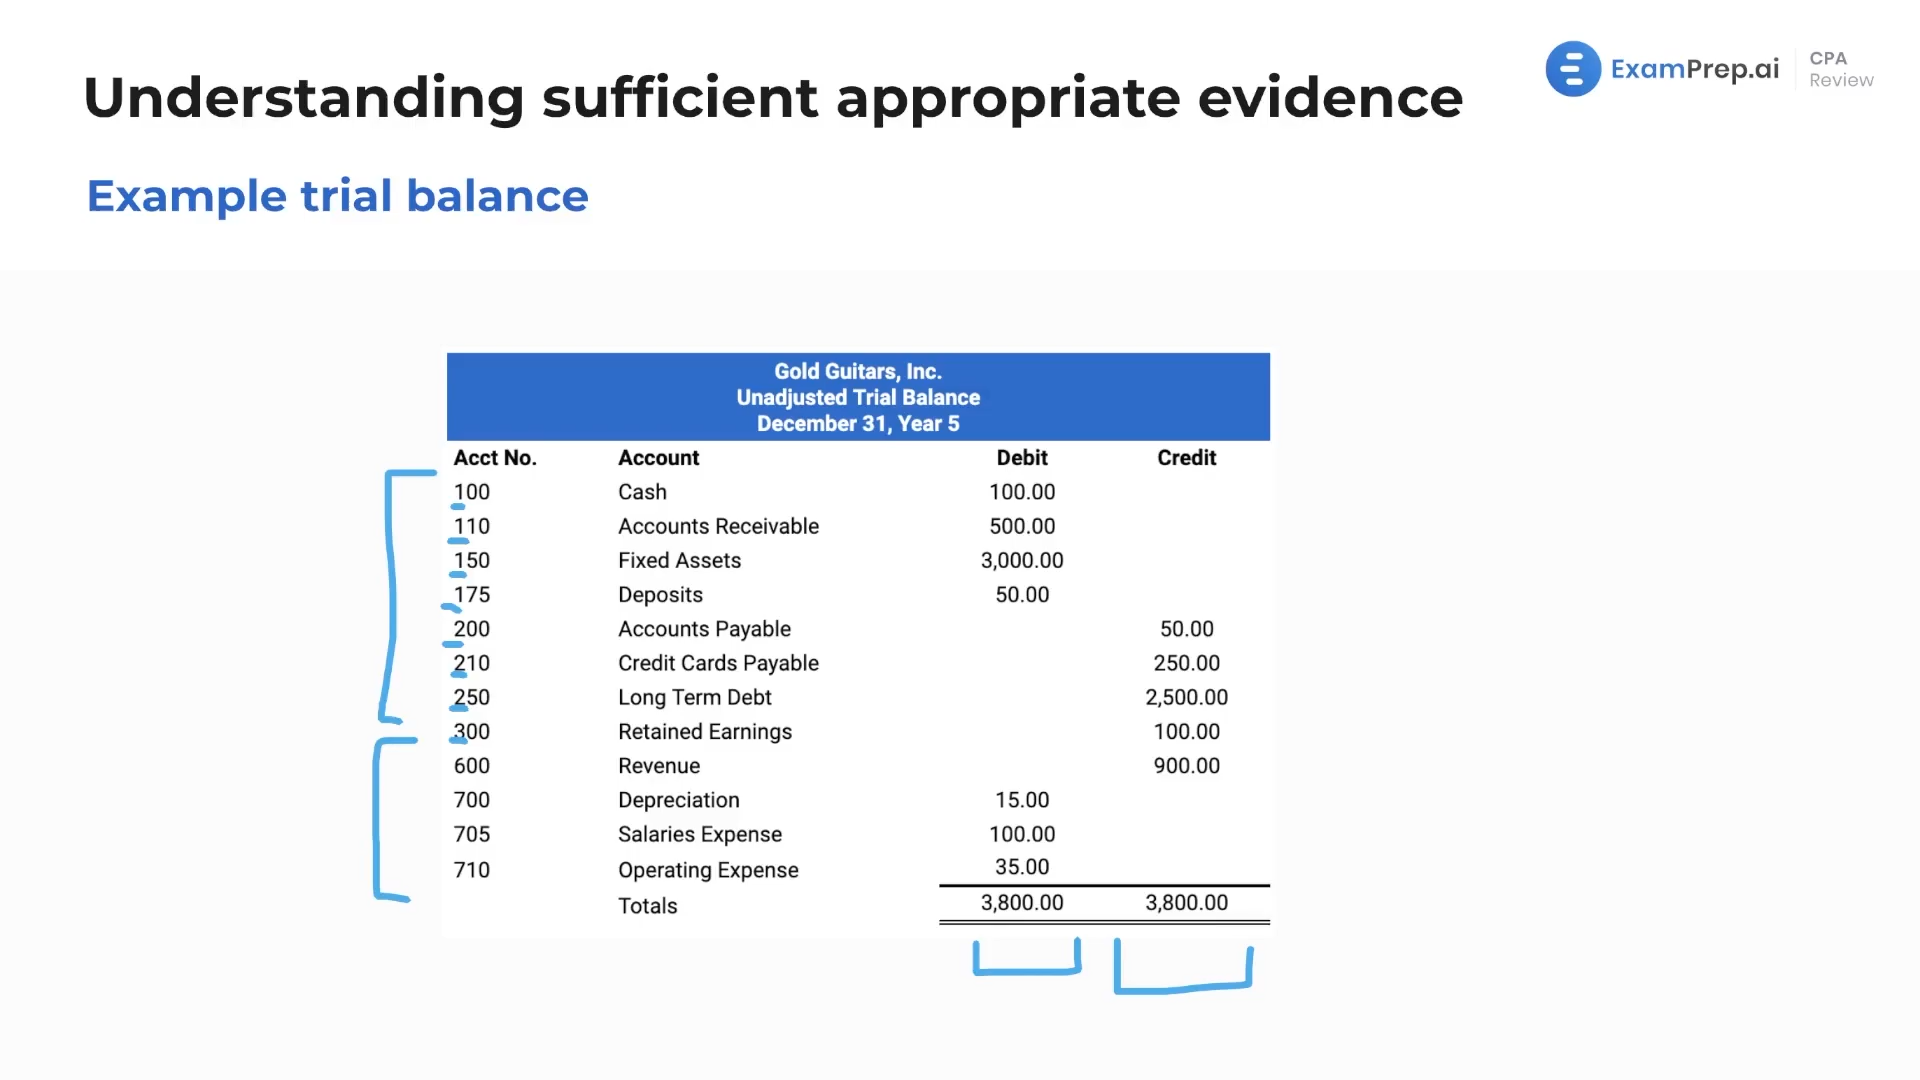 Understanding sufficient appropriate evidence
ExamPrep.ai
CPA
Review
Example trial balance
Gold Guitars, Inc.
Unadjusted Trial Balance
December 31, Year 5
Acct No. Account Debit Credit
100 Cash 100.00
110 Accounts Receivable 500.00
150 Fixed Assets 3,000.00
175 Deposits 50.00
200 Accounts Payable 50.00
210 Credit Cards Payable 250.00
250 Long Term Debt 2,500.00
300 Retained Earnings 100.00
600 Revenue 900.00
700 Depreciation 15.00
705 Salaries Expense 100.00
710 Operating Expense 35.00
Totals 3,800.00 3,800.00